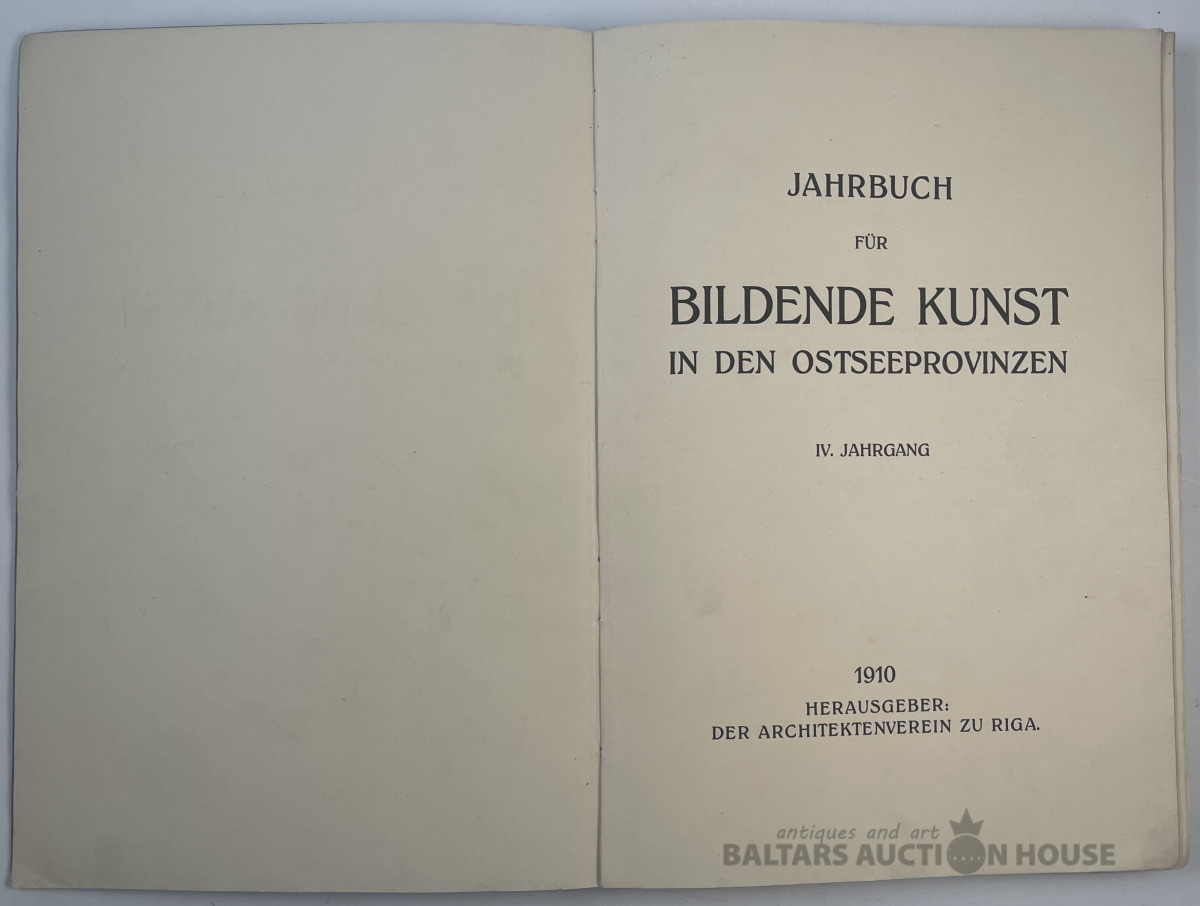 JAHRBUCH
FÜR
BILDENDE KUNST
IN DEN OSTSEEPROVINZEN
IV. JAHRGANG
1910
HERAUSGEBER:
DER ARCHITEKTENVEREIN ZU RIGA.
antiques and art
BALTARS AUCTION HOUSE